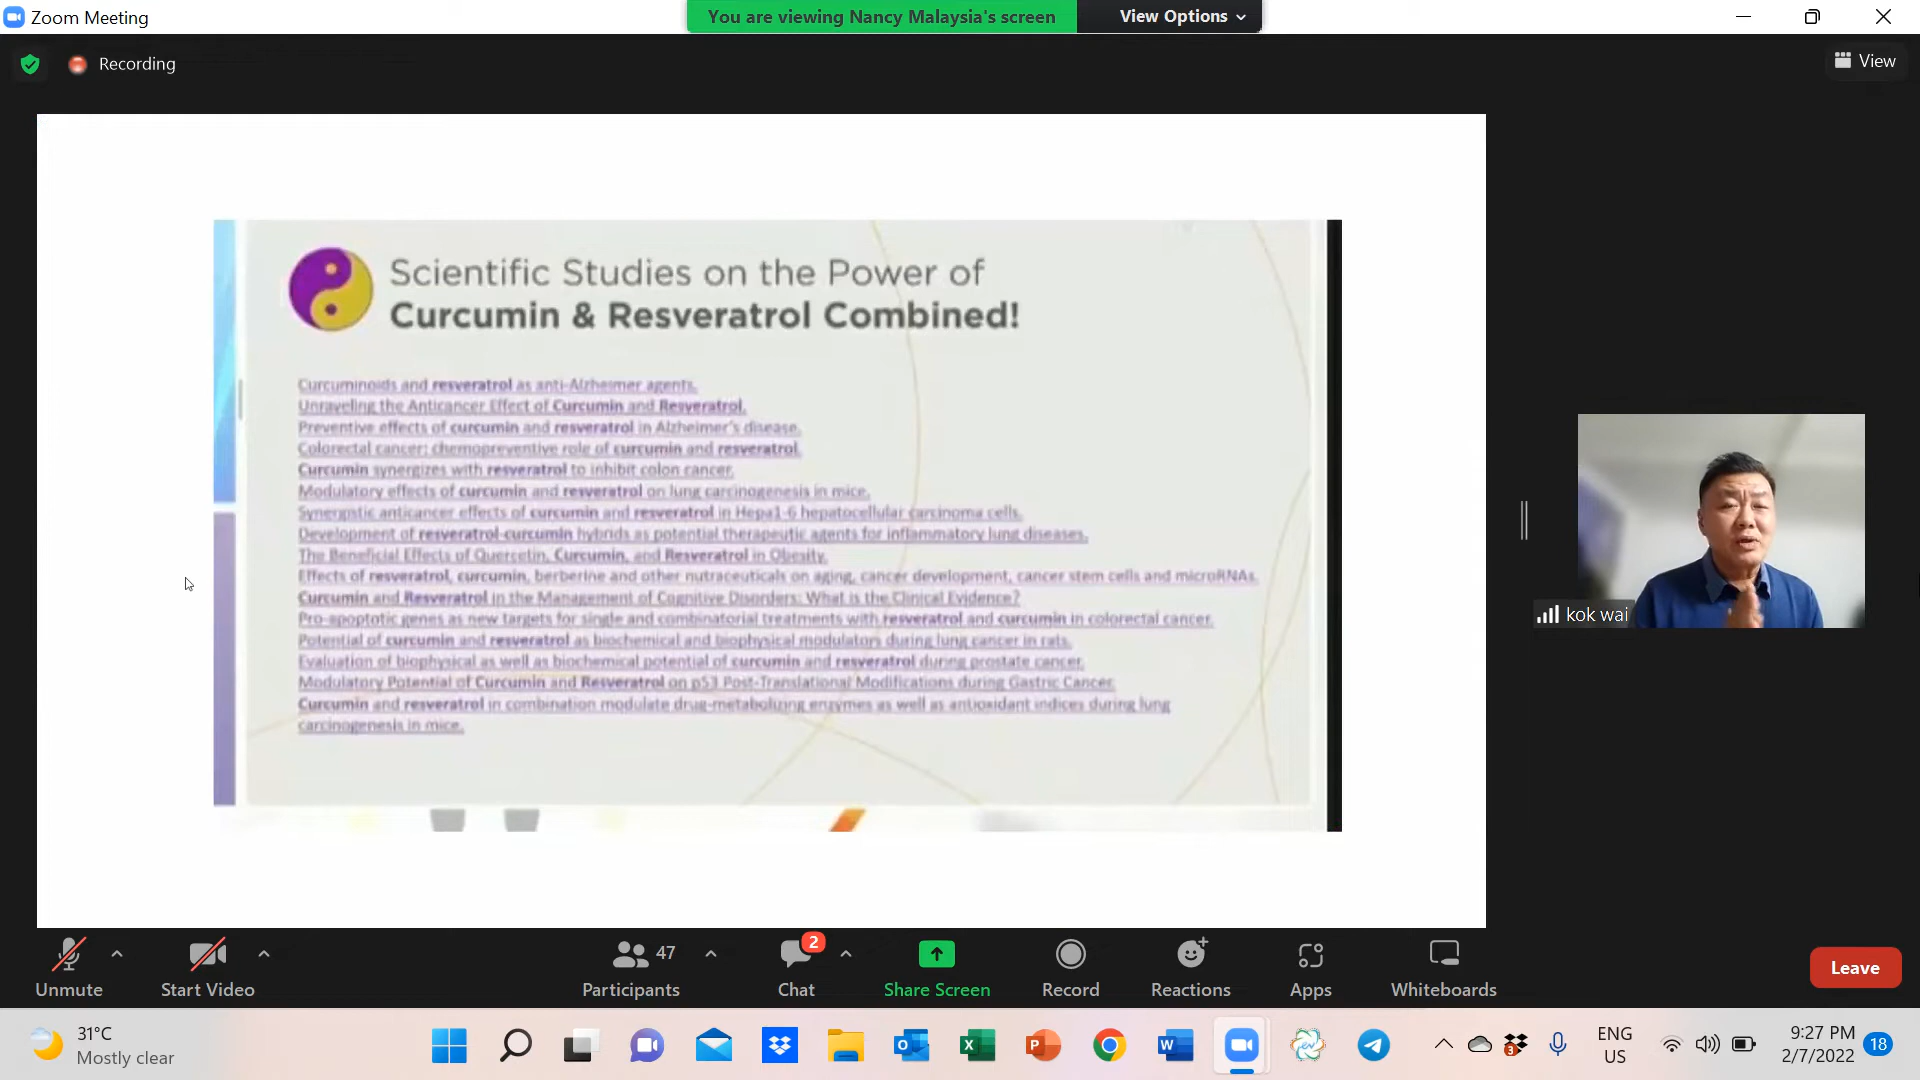 Zoom Meeting
You are viewing Nancy Malaysia's screen
View Options
Recording
View
Scientific Studies on the Power of
Curcumin & Resveratrol Combined!
Curcuminoids and resveratrol as anti-Alzheimer agents.
Unraveling the Anticancer Effect of Curcumin and Resveratrol.
Preventive effects of curcumin and resveratrol in Alzheimer's disease.
Colorectal cancer: chemopreventive role of curcumin and resveratrol.
Curcumin synergizes with resveratrol to inhibit colon cancer.
Modulatory effects of curcumin and resveratrol on lung carcinogenesis in mice.
Synergistic anticancer effects of curcumin and resveratrol in Hepa1-6 hepatocellular carcinoma cells.
Development of resveratrol-curcumin hybrids as potential therapeutic agents for inflammatory lung diseases.
The Beneficial Effects of Quercetin, Curcumin, and Resveratrol in Obesity.
Effects of resveratrol, curcumin, berberine and other nutraceuticals on aging, cancer development, cancer stem cells and microRNAs.
Curcumin and Resveratrol in the Management of Cognitive Disorders: What is the Clinical Evidence?
Pro-apoptotic genes as new targets for single and combinatorial treatments with resveratrol and curcumin in colorectal cancer.
Potential of curcumin and resveratrol as biochemical and biophysical modulators during lung cancer in rats.
Evaluation of biophysical as well as biochemical potential of curcumin and resveratrol during prostate cancer.
Modulatory Potential of Curcumin and Resveratrol on p53 Post-Translational Modifications during Gastric Cancer.
Curcumin and resveratrol in combination modulate drug-metabolizing enzymes as well as antioxidant indices during lung
carcinogenesis in mice.
kok wai
47
2
Unmute
Start Video
Participants
Chat
Share Screen
Record
Reactions
Apps
Whiteboards
Leave
31°C
Mostly clear
ENG
US
9:27 PM
2/7/2022
18